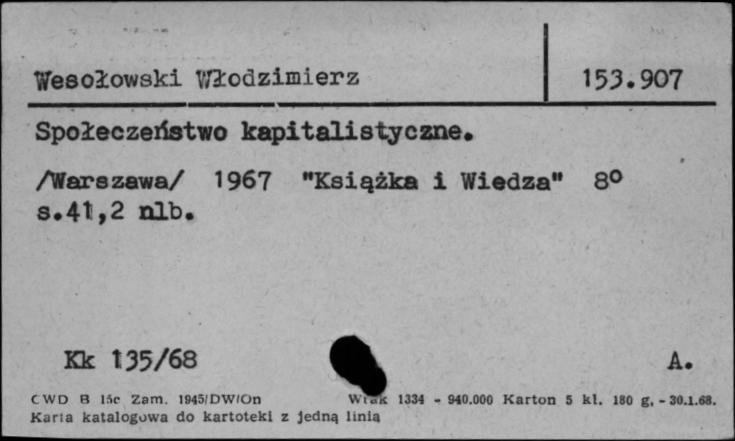 Wesołowski Włodzimierz 153.907
Społeczeństwo kapitalistyczne.
/Warszawa/ 1967 "Książka i Wiedza" 8º
s.41,2 nlb.
Kk 135/68 A.
CWD B 15c Zam. 1945/DW/On 1334 - 940.000 Karton 5 kl. 180 g. - 30.1.68.
Karta katalogowa do kartoteki z jedną linią